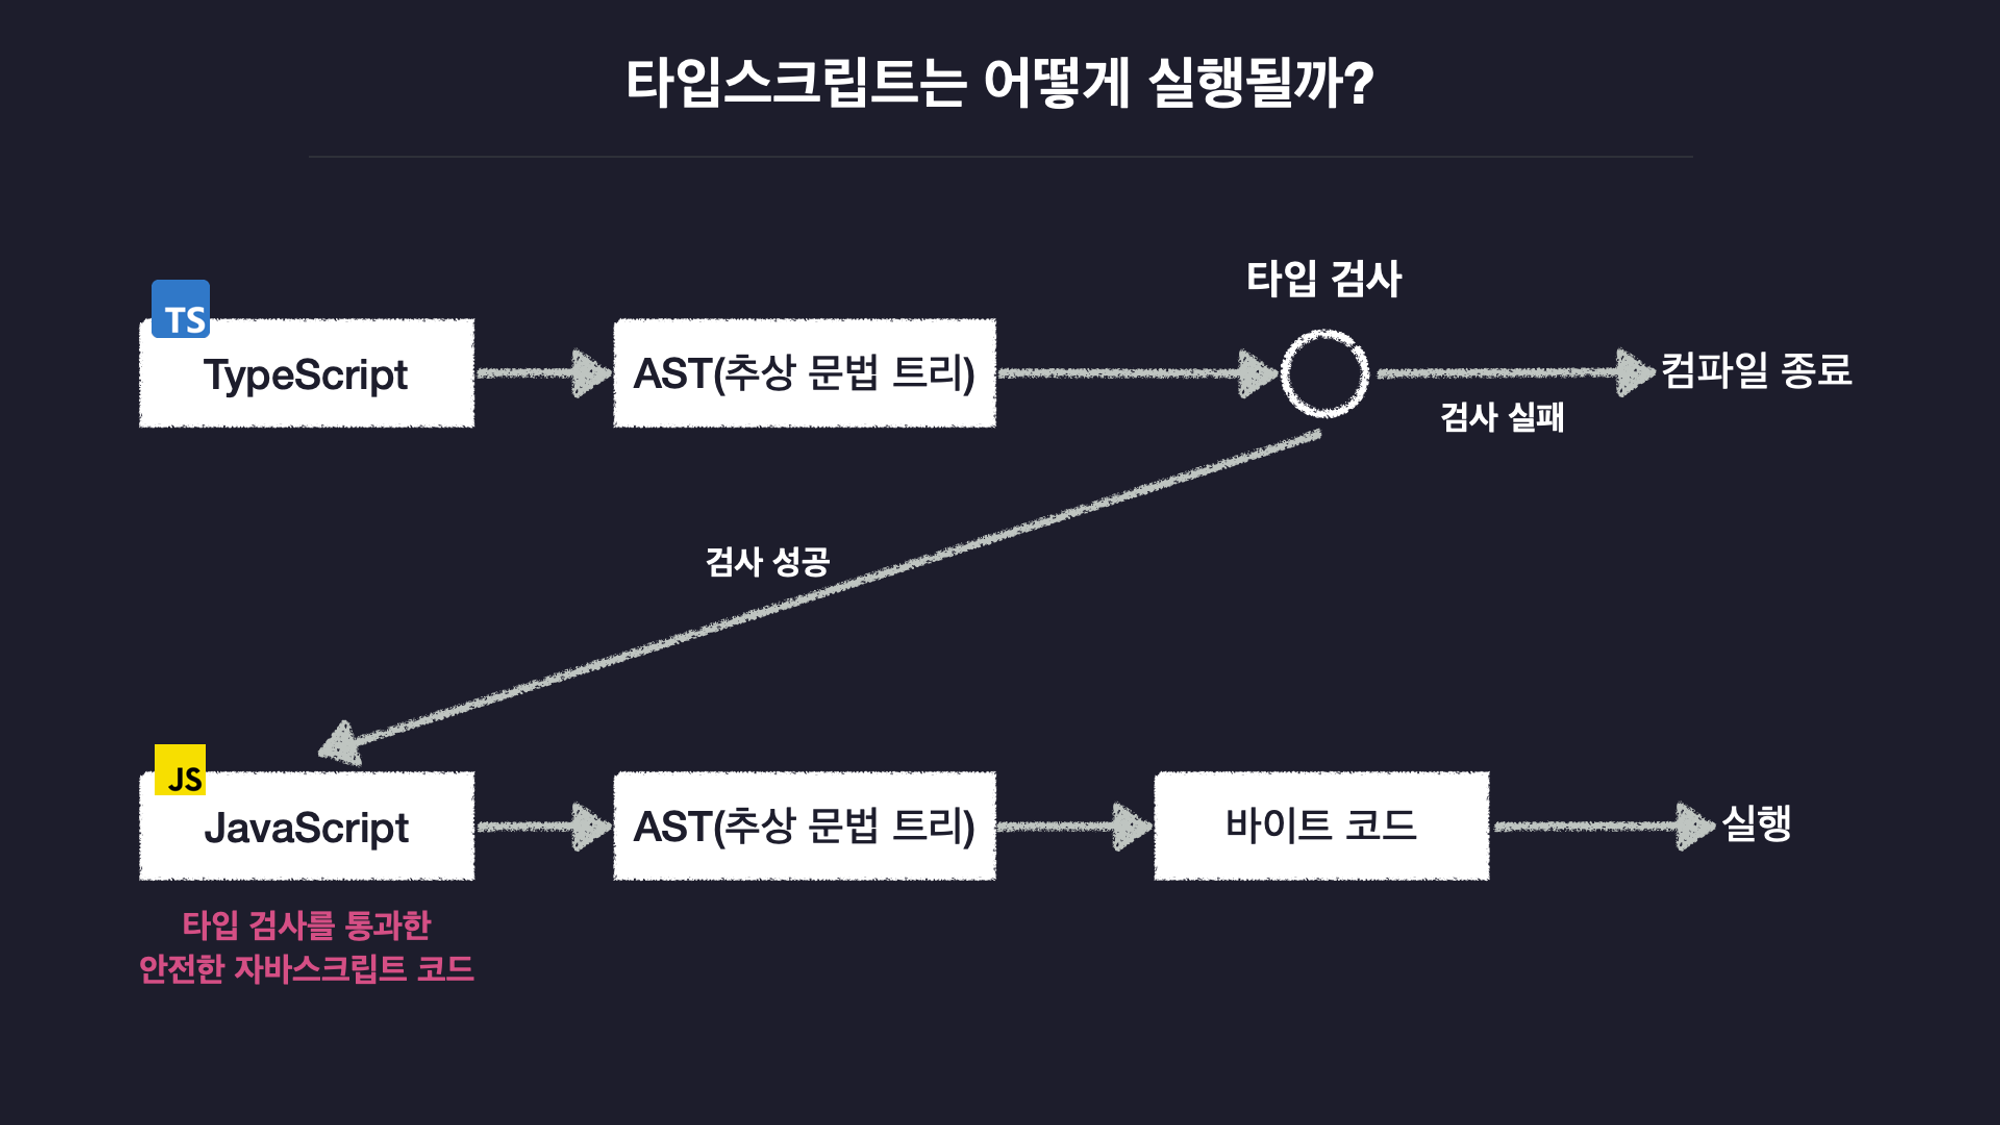 타입스크립트는 어떻게 실행될까?
타입 검사
TS
TypeScript
AST(추상 문법 트리)
컴파일 종료
검사 실패
검사 성공
JS
JavaScript
AST(추상 문법 트리)
바이트 코드
실행
타입 검사를 통과한
안전한 자바스크립트 코드